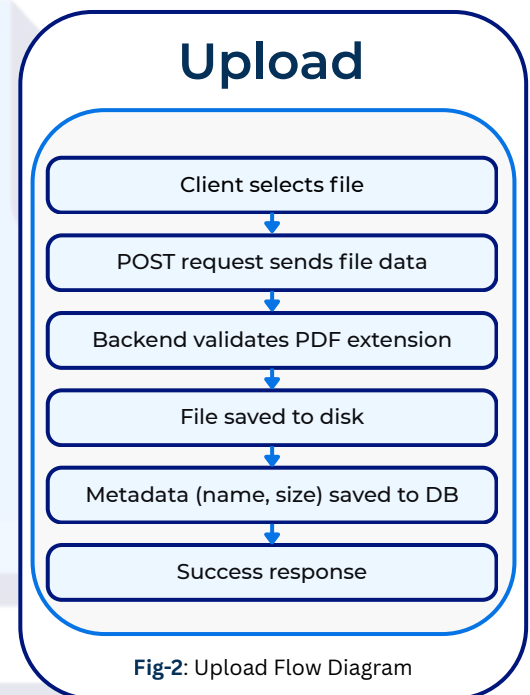 Upload
Client selects file
POST request sends file data
Backend validates PDF extension
File saved to disk
Metadata (name, size) saved to DB
Success response
Fig-2: Upload Flow Diagram